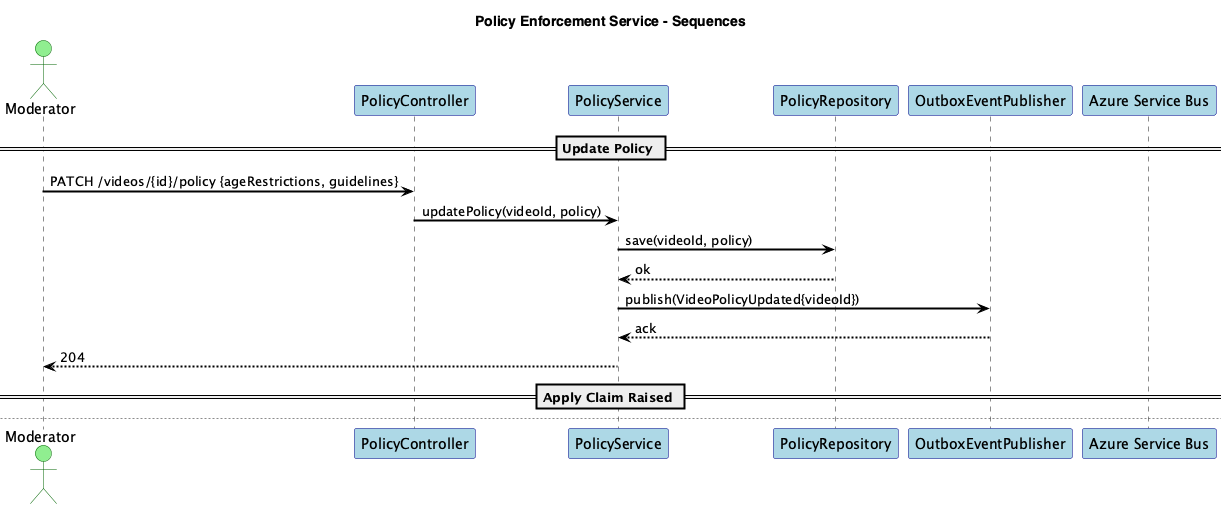 Policy Enforcement Service - Sequences
Moderator
PolicyController
PolicyService
PolicyRepository
OutboxEventPublisher
Azure Service Bus
Update Policy
PATCH /videos/{id}/policy {ageRestrictions, guidelines}
updatePolicy(videoId, policy)
save(videoId, policy)
ok
publish(VideoPolicyUpdated{videoId})
ack
204
Apply Claim Raised
Moderator
PolicyController
PolicyService
PolicyRepository
OutboxEventPublisher
Azure Service Bus